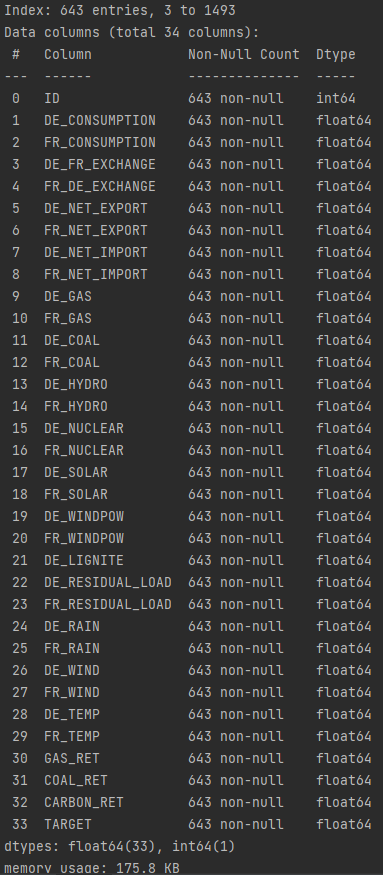 Index: 643 entries, 3 to 1493
Data columns (total 34 columns):
 #   Column            Non-Null Count  Dtype
---  ------            --------------  -----
 0   ID                643 non-null    int64
 1   DE_CONSUMPTION    643 non-null    float64
 2   FR_CONSUMPTION    643 non-null    float64
 3   DE_FR_EXCHANGE    643 non-null    float64
 4   FR_DE_EXCHANGE    643 non-null    float64
 5   DE_NET_EXPORT     643 non-null    float64
 6   FR_NET_EXPORT     643 non-null    float64
 7   DE_NET_IMPORT     643 non-null    float64
 8   FR_NET_IMPORT     643 non-null    float64
 9   DE_GAS            643 non-null    float64
 10  FR_GAS            643 non-null    float64
 11  DE_COAL           643 non-null    float64
 12  FR_COAL           643 non-null    float64
 13  DE_HYDRO          643 non-null    float64
 14  FR_HYDRO          643 non-null    float64
 15  DE_NUCLEAR        643 non-null    float64
 16  FR_NUCLEAR        643 non-null    float64
 17  DE_SOLAR          643 non-null    float64
 18  FR_SOLAR          643 non-null    float64
 19  DE_WINDPOW        643 non-null    float64
 20  FR_WINDPOW        643 non-null    float64
 21  DE_LIGNITE        643 non-null    float64
 22  DE_RESIDUAL_LOAD  643 non-null    float64
 23  FR_RESIDUAL_LOAD  643 non-null    float64
 24  DE_RAIN           643 non-null    float64
 25  FR_RAIN           643 non-null    float64
 26  DE_WIND           643 non-null    float64
 27  FR_WIND           643 non-null    float64
 28  DE_TEMP           643 non-null    float64
 29  FR_TEMP           643 non-null    float64
 30  GAS_RET           643 non-null    float64
 31  COAL_RET          643 non-null    float64
 32  CARBON_RET        643 non-null    float64
 33  TARGET            643 non-null    float64
dtypes: float64(33), int64(1)
memory usage: 175.8 KB